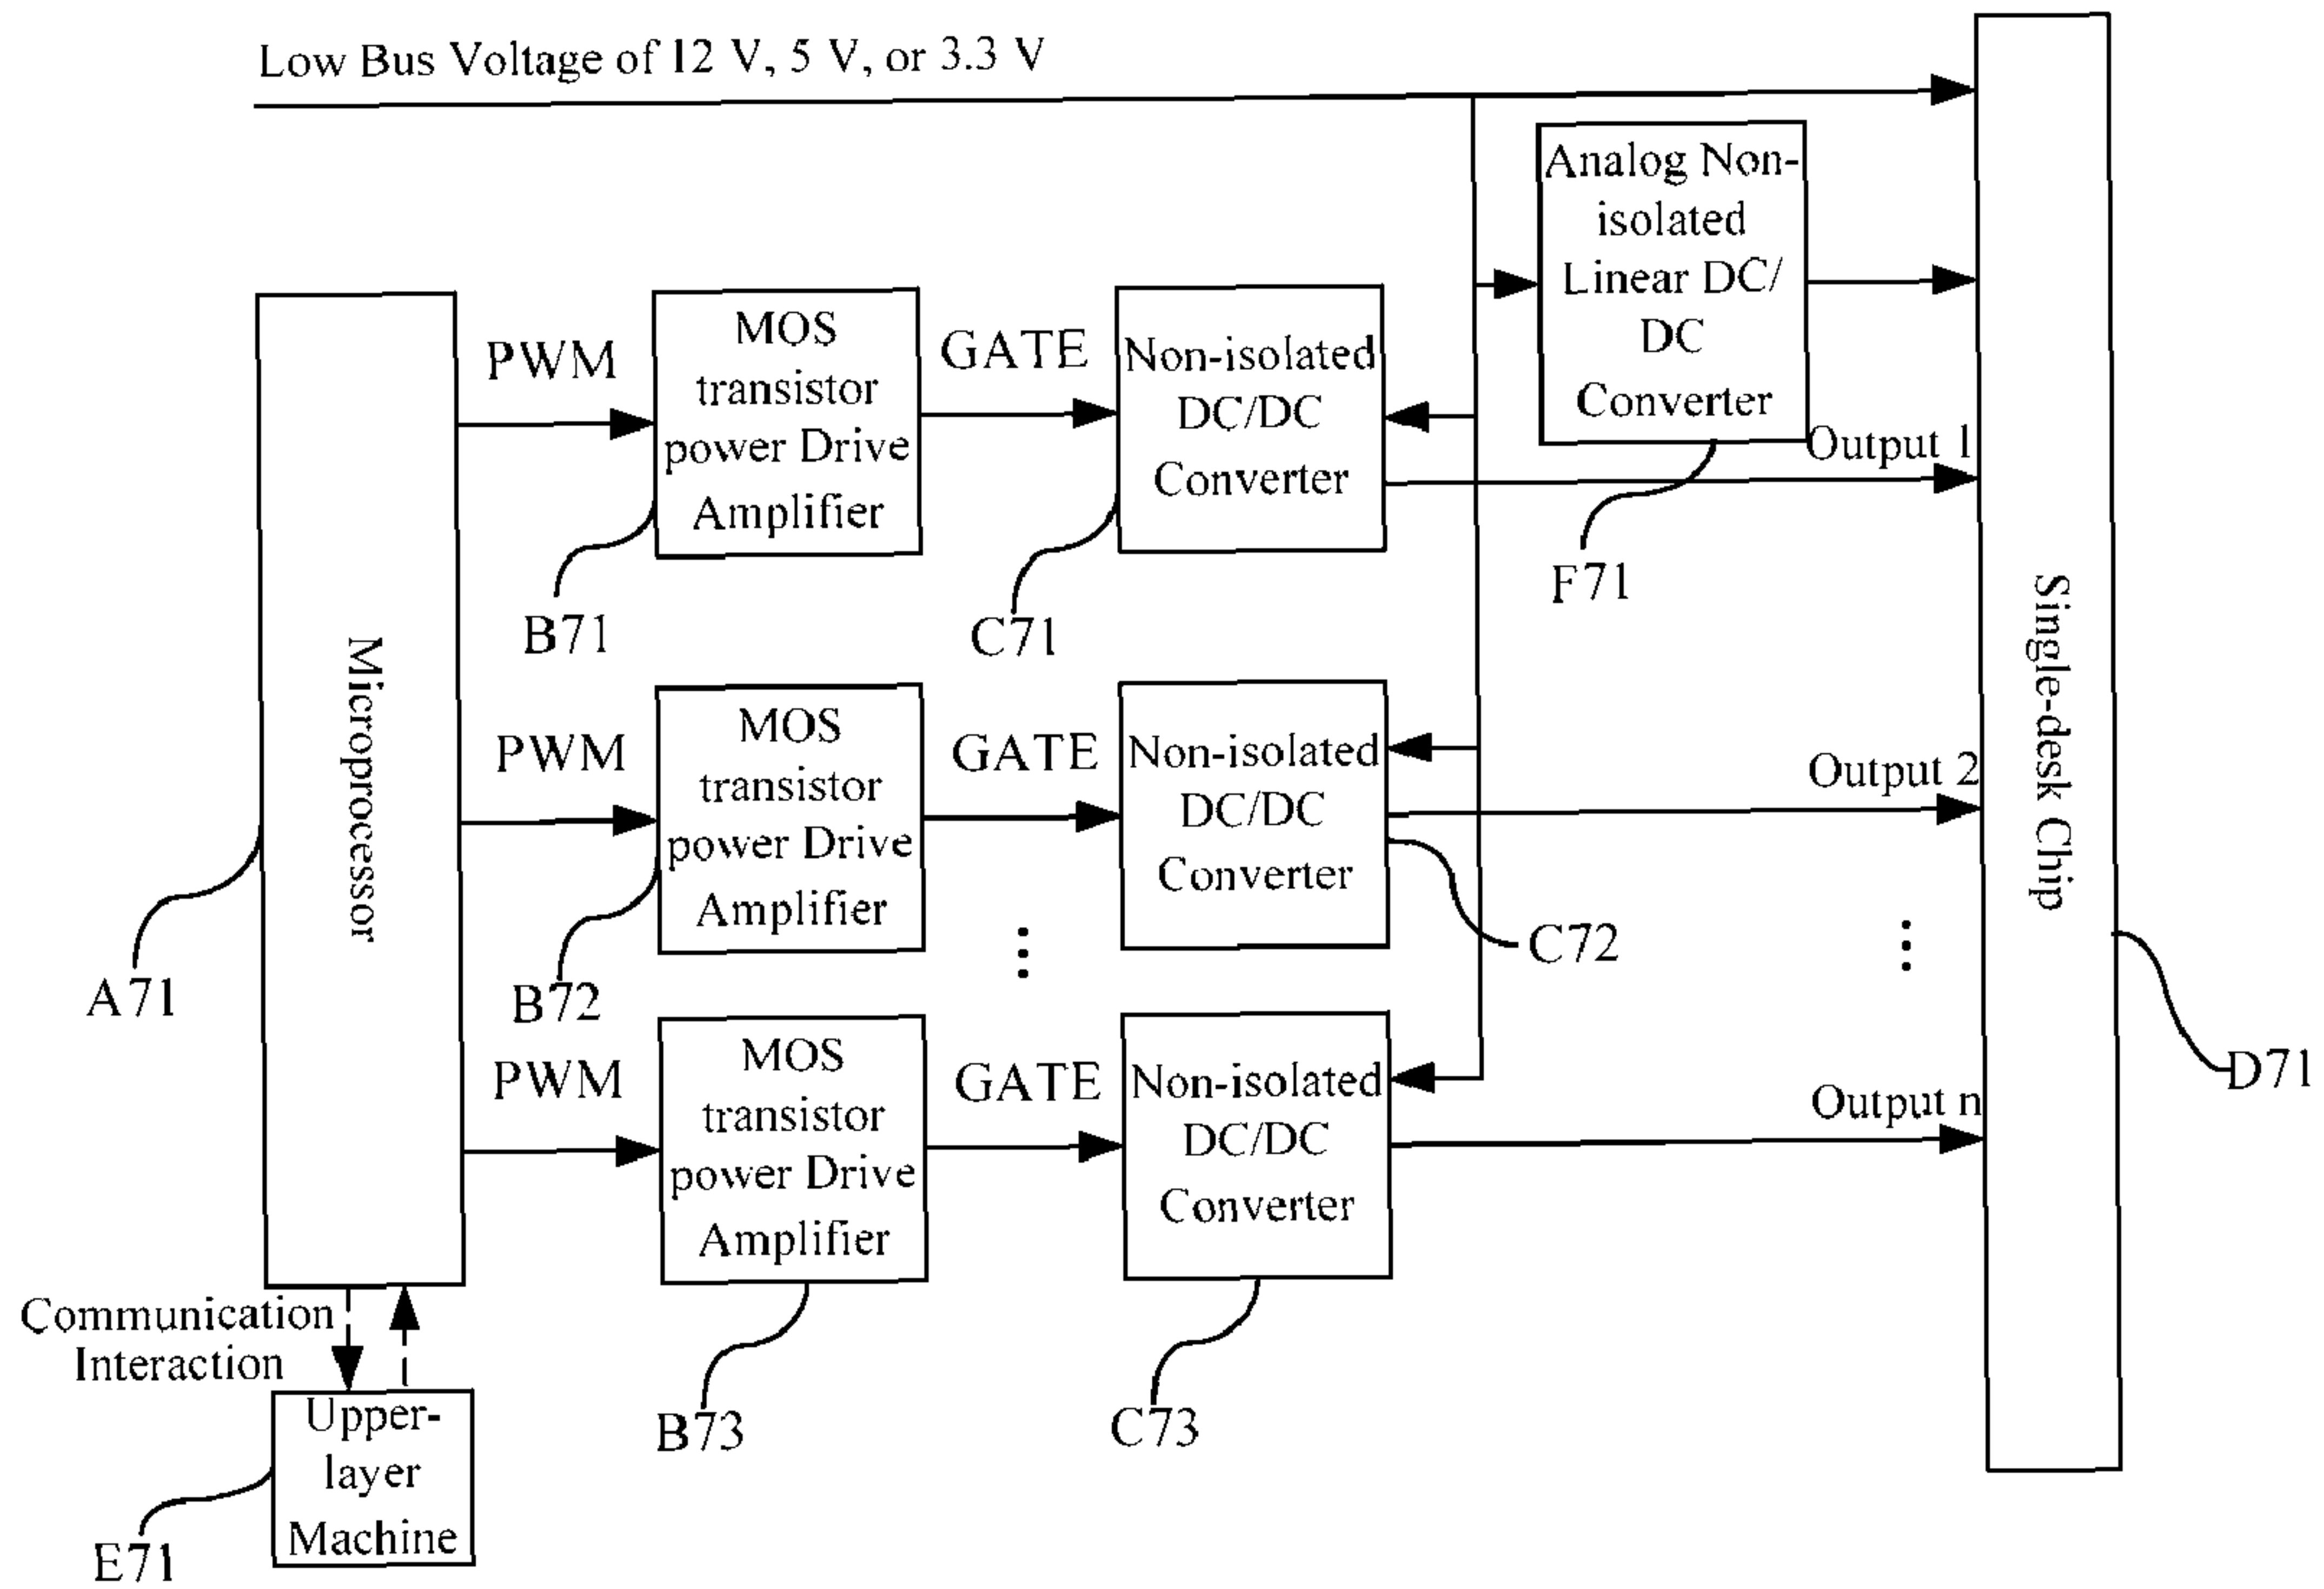 Low Bus Voltage of 12 V, 5 V, or 3.3 V
Analog Non-
isolated
Linear DC/
DC
Converter
F71
Microprocessor
A71
PWM
MOS
transistor
power Drive
Amplifier
B71
GATE
Non-isolated
DC/DC
Converter
C71
Output 1
PWM
MOS
transistor
power Drive
Amplifier
B72
GATE
Non-isolated
DC/DC
Converter
C72
Output 2
PWM
MOS
transistor
power Drive
Amplifier
B73
GATE
Non-isolated
DC/DC
Converter
C73
Output n
Single-desk Chip
D71
Communication
Interaction
Upper-
layer
Machine
E71